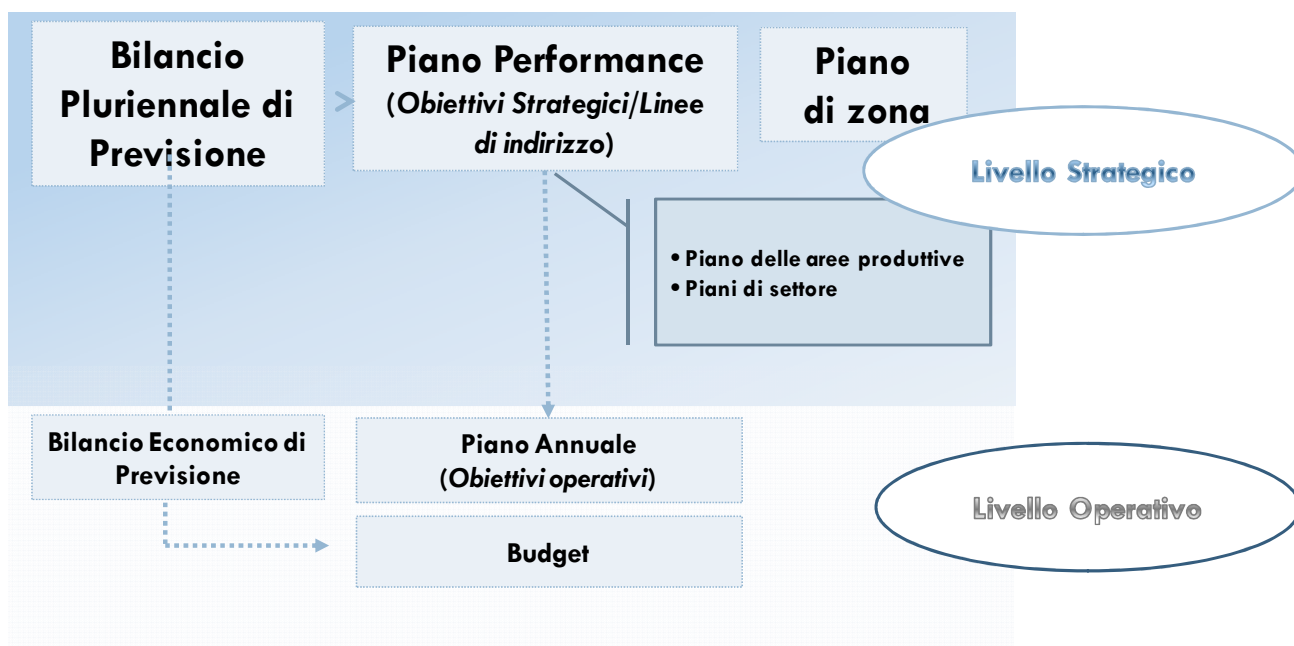 Bilancio
Pluriennale di
Previsione
>
Piano Performance
(Obiettivi Strategici/Linee
di indirizzo)
Piano
di zona
Livello Strategico
• Piano delle aree produttive
• Piani di settore
Bilancio Economico di
Previsione
Piano Annuale
(Obiettivi operativi)
Livello Operativo
Budget